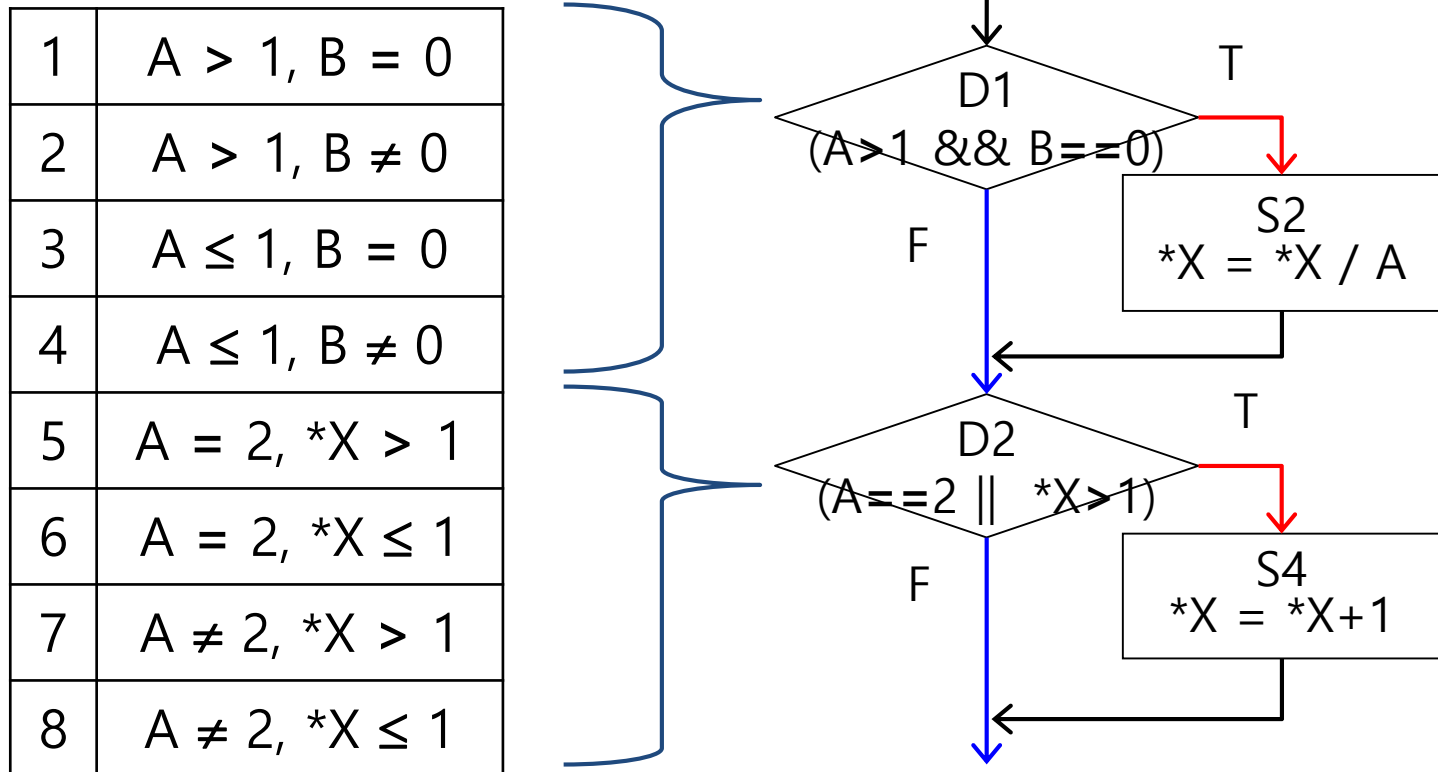 1 A > 1, B = 0
2 A > 1, B ≠ 0
3 A ≤ 1, B = 0
4 A ≤ 1, B ≠ 0
5 A = 2, *X > 1
6 A = 2, *X ≤ 1
7 A ≠ 2, *X > 1
8 A ≠ 2, *X ≤ 1
D1
(A>1 && B==0)
T
F
S2
*X = *X / A
D2
(A==2 || *X>1)
T
F
S4
*X = *X+1